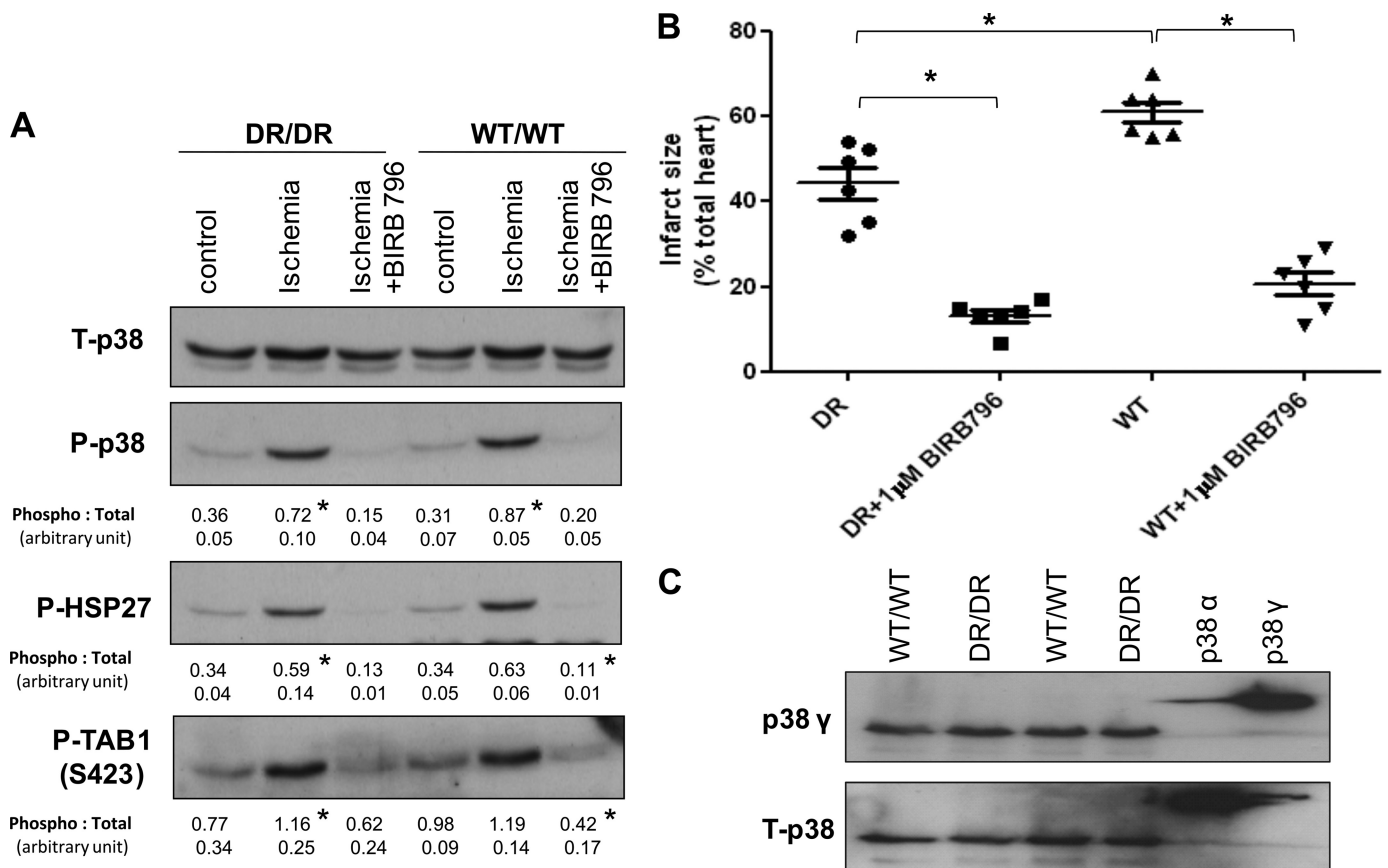 A
DR/DR WT/WT
control Ischemia Ischemia +BIRB 796 control Ischemia Ischemia +BIRB 796
T-p38
P-p38
Phospho : Total 0.36 0.72 * 0.15 0.31 0.87 * 0.20
(arbitrary unit) 0.05 0.10 0.04 0.07 0.05 0.05
P-HSP27
Phospho : Total 0.34 0.59 * 0.13 0.34 0.63 0.11 *
(arbitrary unit) 0.04 0.14 0.01 0.05 0.06 0.01
P-TAB1
(S423)
Phospho : Total 0.77 1.16 * 0.62 0.98 1.19 0.42 *
(arbitrary unit) 0.34 0.25 0.24 0.09 0.14 0.17
B
Infarct size
(% total heart)
80
60
40
20
0
* * *
DR
DR+1μM BIRB796
WT
WT+1μM BIRB796
C
WT/WT DR/DR WT/WT DR/DR p38 α p38 γ
p38 γ
T-p38